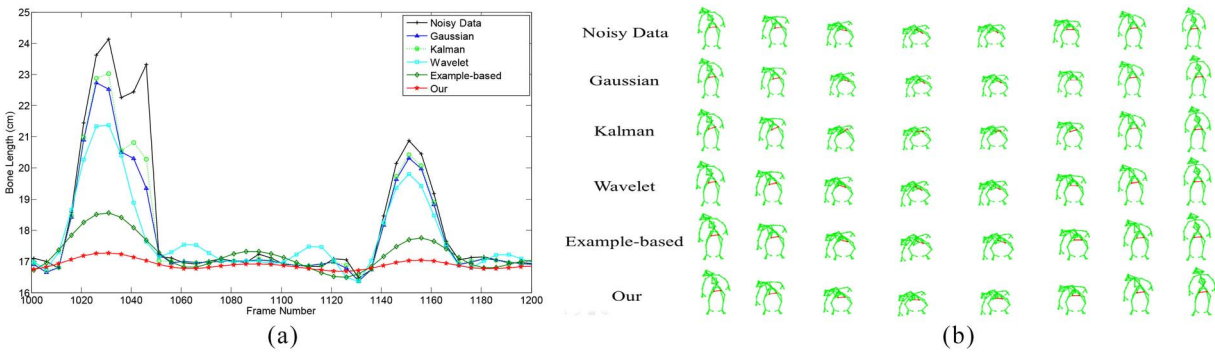 25
24
23
22
21
20
19
18
17
16
Bone Length (cm)
1000 1020 1040 1060 1080 1100 1120 1140 1160 1180 1200
Frame Number
Noisy Data
Gaussian
Kalman
Wavelet
Example-based
Our
(a)
Noisy Data
Gaussian
Kalman
Wavelet
Example-based
Our
(b)